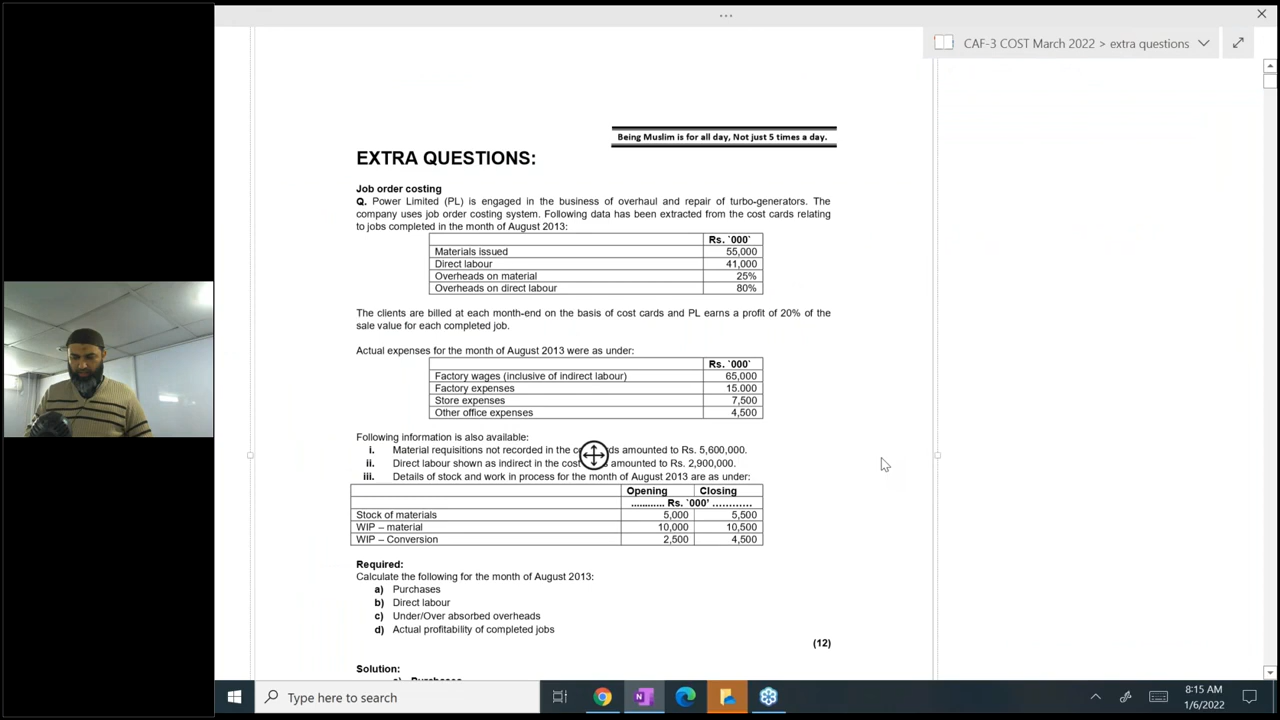 CAF-3 COST March 2022 > extra questions
Being Muslim is for all day, Not just 5 times a day.
EXTRA QUESTIONS:
Job order costing
Q. Power Limited (PL) is engaged in the business of overhaul and repair of turbo-generators. The
company uses job order costing system. Following data has been extracted from the cost cards relating
to jobs completed in the month of August 2013:
Rs. `000`
Materials issued 55,000
Direct labour 41,000
Overheads on material 25%
Overheads on direct labour 80%
The clients are billed at each month-end on the basis of cost cards and PL earns a profit of 20% of the
sale value for each completed job.
Actual expenses for the month of August 2013 were as under:
Rs. `000`
Factory wages (inclusive of indirect labour) 65,000
Factory expenses 15.000
Store expenses 7,500
Other office expenses 4,500
Following information is also available:
i. Material requisitions not recorded in the amounted to Rs. 5,600,000.
ii. Direct labour shown as indirect in the cost amounted to Rs. 2,900,000.
iii. Details of stock and work in process for the month of August 2013 are as under:
Opening Closing
............ Rs. `000' ............
Stock of materials 5,000 5,500
WIP – material 10,000 10,500
WIP – Conversion 2,500 4,500
Required:
Calculate the following for the month of August 2013:
a) Purchases
b) Direct labour
c) Under/Over absorbed overheads
d) Actual profitability of completed jobs
(12)
Solution:
Type here to search
8:15 AM
1/6/2022